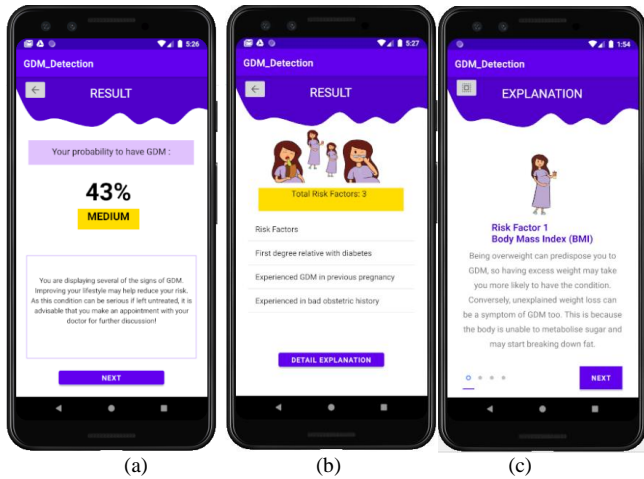 5:26
GDM_Detection
RESULT
Your probability to have GDM :
43%
MEDIUM
You are displaying several of the signs of GDM.
Improving your lifestyle may help reduce your risk.
As this condition can be serious if left untreated, it is
advisable that you make an appointment with your
doctor for further discussion!
NEXT
(a)
5:27
GDM_Detection
RESULT
Total Risk Factors: 3
Risk Factors
First degree relative with diabetes
Experienced GDM in previous pregnancy
Experienced in bad obstetric history
DETAIL EXPLANATION
(b)
1:54
GDM_Detection
EXPLANATION
Risk Factor 1
Body Mass Index (BMI)
Being overweight can predispose you to
GDM, so having excess weight may take
you more likely to have the condition.
Conversely, unexplained weight loss can
be a symptom of GDM too. This is because
the body is unable to metabolise sugar and
may start breaking down fat.
NEXT
(c)